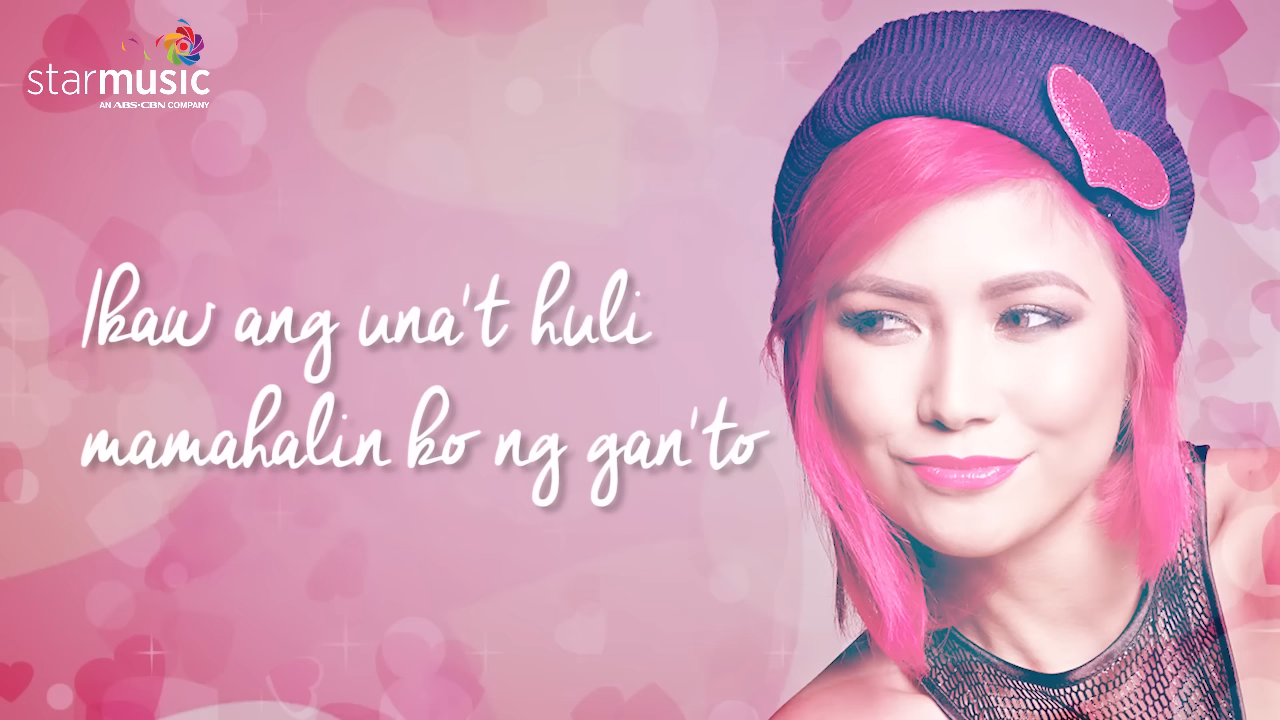 starmusic
AN ABS-CBN COMPANY
Ikaw ang una't huli
mamahalin ko ng gan'to